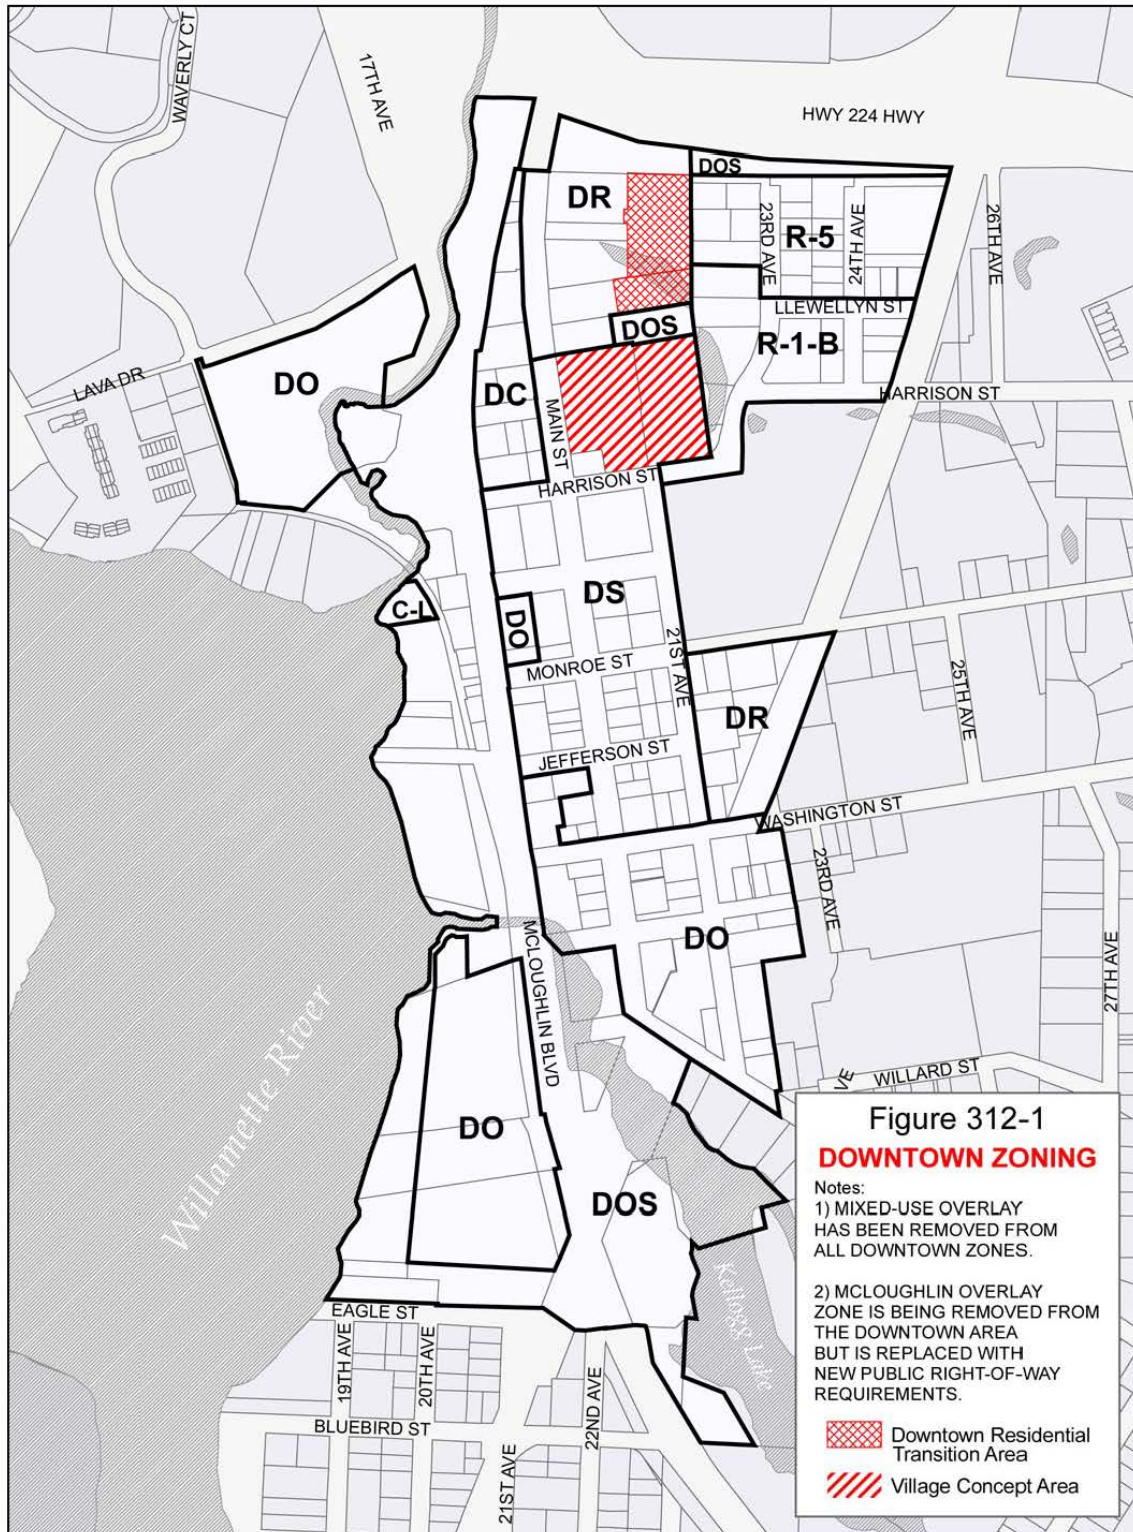 WAVERLY CT
17TH AVE
HWY 224 HWY
DOS
DR
23RD AVE
R-5
24TH AVE
26TH AVE
LLEWELLYN ST
DOS
R-1-B
DO
LAVA DR
DC
HARRISON ST
MAIN ST
HARRISON ST
DS
C-L
DO
21ST AVE
MONROE ST
25TH AVE
DR
JEFFERSON ST
WASHINGTON ST
23RD AVE
DO
MCLOUGHLIN BLVD
27TH AVE
Willamette River
WILLARD ST
VE
DO
DOS
Kellogg Lake
EAGLE ST
19TH AVE
20TH AVE
22ND AVE
BLUEBIRD ST
21ST AVE
Figure 312-1
DOWNTOWN ZONING
Notes:
1) MIXED-USE OVERLAY
HAS BEEN REMOVED FROM
ALL DOWNTOWN ZONES.
2) MCLOUGHLIN OVERLAY
ZONE IS BEING REMOVED FROM
THE DOWNTOWN AREA
BUT IS REPLACED WITH
NEW PUBLIC RIGHT-OF-WAY
REQUIREMENTS.
Downtown Residential
Transition Area
Village Concept Area